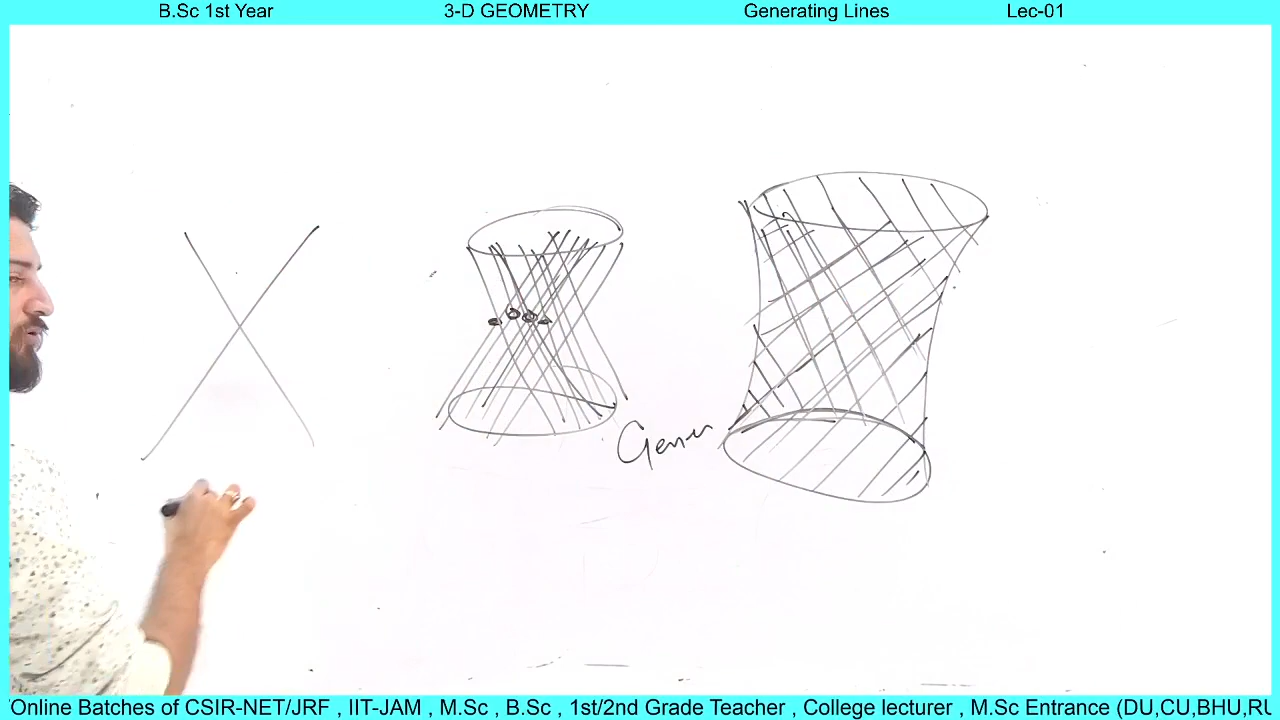 B.Sc 1st Year 3-D GEOMETRY Generating Lines Lec-01
Gener
'Online Batches of CSIR-NET/JRF , IIT-JAM , M.Sc , B.Sc , 1st/2nd Grade Teacher , College lecturer , M.Sc Entrance (DU,CU,BHU,RU